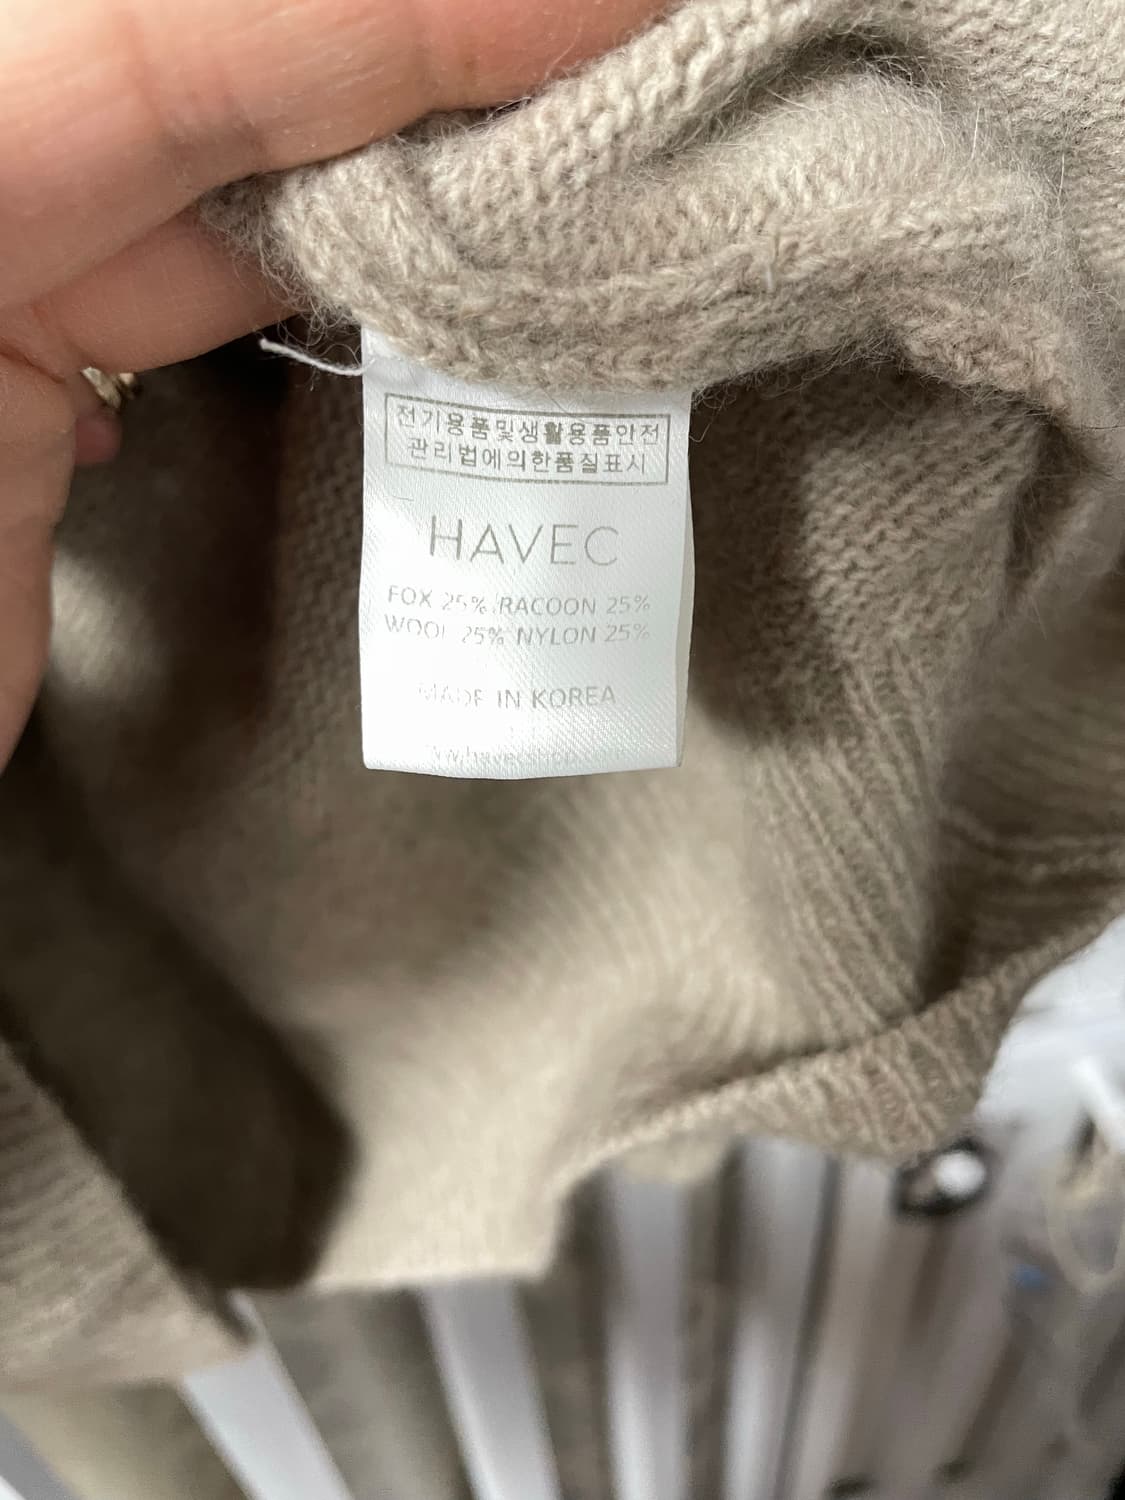 전기용품및생활용품안전
관리법에의한품질표시
HAVEC
FOX 25% RACOON 25%
WOOL 25% NYLON 25%
MADE IN KOREA